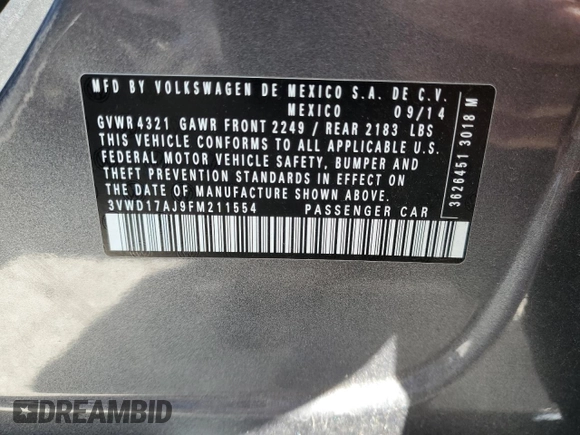 MFD BY VOLKSWAGEN DE MEXICO S.A. DE C.V.
MEXICO 09/14
GVWR 4321 GAWR FRONT 2249 / REAR 2183 LBS
THIS VEHICLE CONFORMS TO ALL APPLICABLE U.S.
FEDERAL MOTOR VEHICLE SAFETY, BUMPER AND
THEFT PREVENTION STANDARDS IN EFFECT ON THE
DATE OF MANUFACTURE SHOWN ABOVE.
3VWD17AJ9FM211554 PASSENGER CAR
3626451 3018 M
DREAMBID